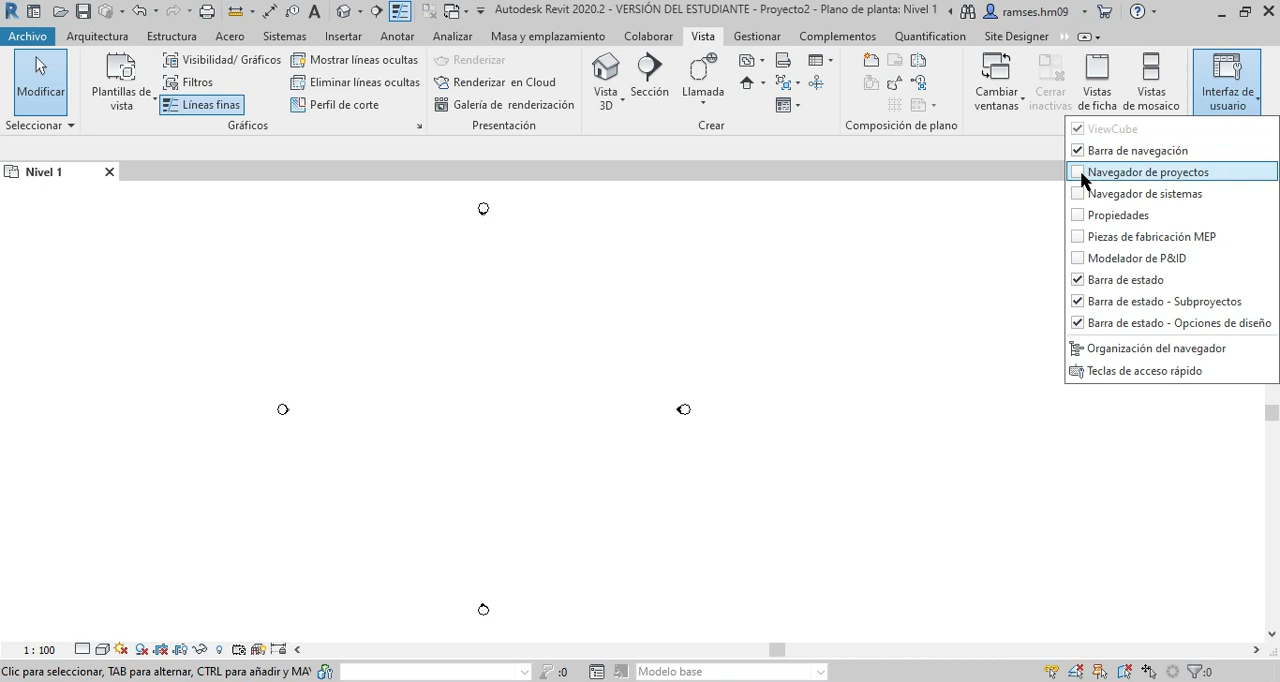 Autodesk Revit 2020.2 - VERSIÓN DEL ESTUDIANTE - Proyecto2 - Plano de planta: Nivel 1
ramses.hm09
Archivo Arquitectura Estructura Acero Sistemas Insertar Anotar Analizar Masa y emplazamiento Colaborar Vista Gestionar Complementos Quantification Site Designer
Modificar
Seleccionar
Plantillas de vista
Visibilidad/ Gráficos
Filtros
Líneas finas
Mostrar líneas ocultas
Eliminar líneas ocultas
Perfil de corte
Gráficos
Renderizar
Renderizar en Cloud
Galería de renderización
Presentación
Vista 3D
Sección
Llamada
Crear
Composición de plano
Cambiar ventanas
Cerrar inactivas
Vistas de ficha
Vistas de mosaico
Interfaz de usuario
ViewCube
Barra de navegación
Navegador de proyectos
Navegador de sistemas
Propiedades
Piezas de fabricación MEP
Modelador de P&ID
Barra de estado
Barra de estado - Subproyectos
Barra de estado - Opciones de diseño
Organización del navegador
Teclas de acceso rápido
Nivel 1
1 : 100
Clic para seleccionar, TAB para alternar, CTRL para añadir y MA
:0
Modelo base
:0